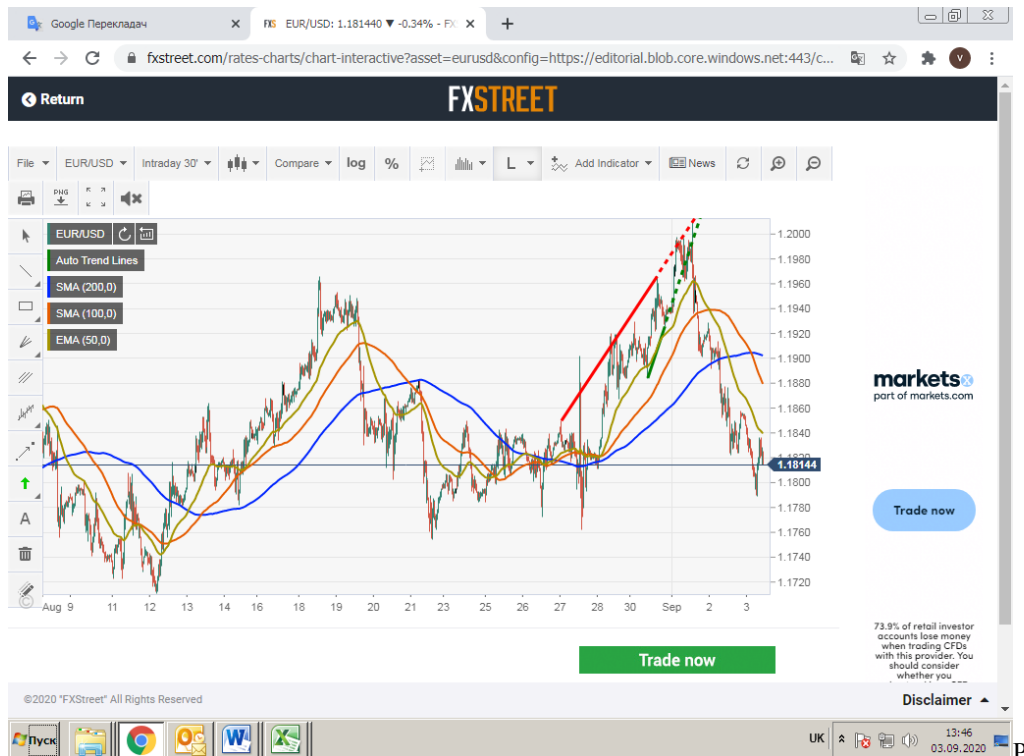 Google Перекладач
FXS EUR/USD: 1.181440 ▼ -0.34% - FX
fxstreet.com/rates-charts/chart-interactive?asset=eurusd&config=https://editorial.blob.core.windows.net:443/c...
V
Return
FXSTREET
File EUR/USD Intraday 30' Compare log % L Add Indicator News
PNG
EUR/USD
Auto Trend Lines
SMA (200,0)
SMA (100,0)
EMA (50,0)
A
1.2000
1.1980
1.1960
1.1940
1.1920
1.1900
1.1880
1.1860
1.1840
1.1820
1.18144
1.1800
1.1780
1.1760
1.1740
1.1720
Aug 9 11 12 13 14 16 18 19 20 21 23 25 26 27 28 30 Sep 2 3
markets x
part of markets.com
Trade now
73.9% of retail investor
accounts lose money
when trading CFDs
with this provider. You
should consider
whether you
Trade now
©2020 "FXStreet" All Rights Reserved
Disclaimer
Пуск
UK
13:46
03.09.2020